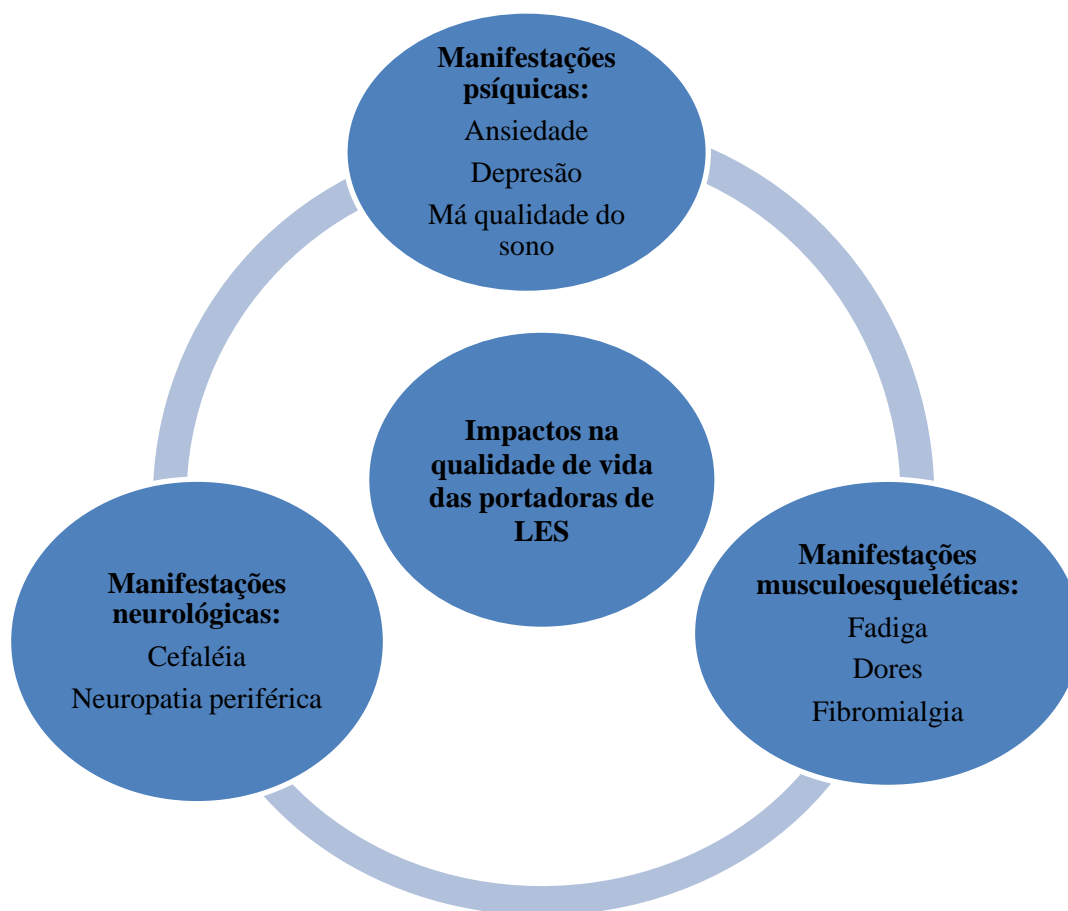 Manifestações
psíquicas:
Ansiedade
Depresão
Má qualidade do
sono
Impactos na
qualidade de vida
das portadoras de
LES
Manifestações
neurológicas:
Cefaléia
Neuropatia periférica
Manifestações
musculoesqueléticas:
Fadiga
Dores
Fibromialgia